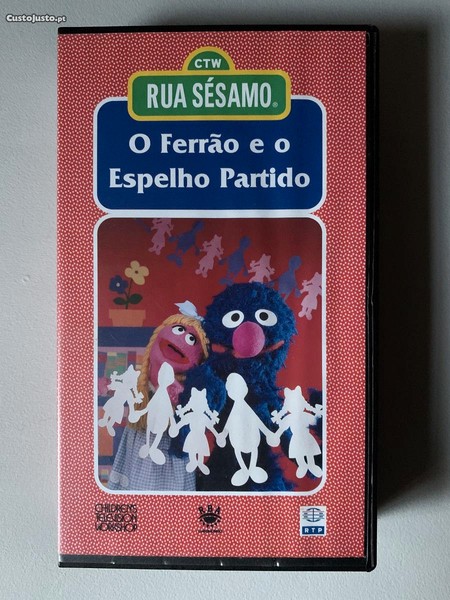 CustoJusto.pt
CTW
RUA SÉSAMO®
O Ferrão e o
Espelho Partido
CHILDREN'S
TELEVISION
WORKSHOP
RTP